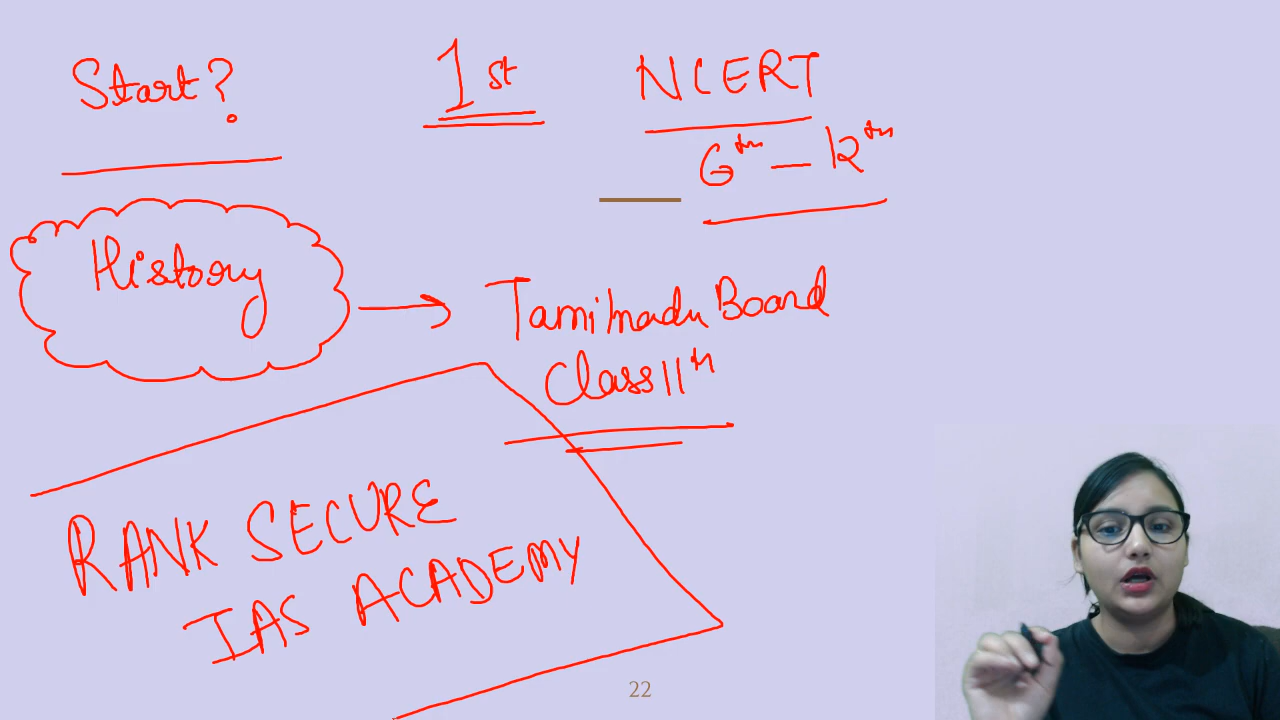 Start?
1st
NCERT
6th – 12th
History → Tamilnadu Board
Class 11th
RANK SECURE
IAS ACADEMY
22